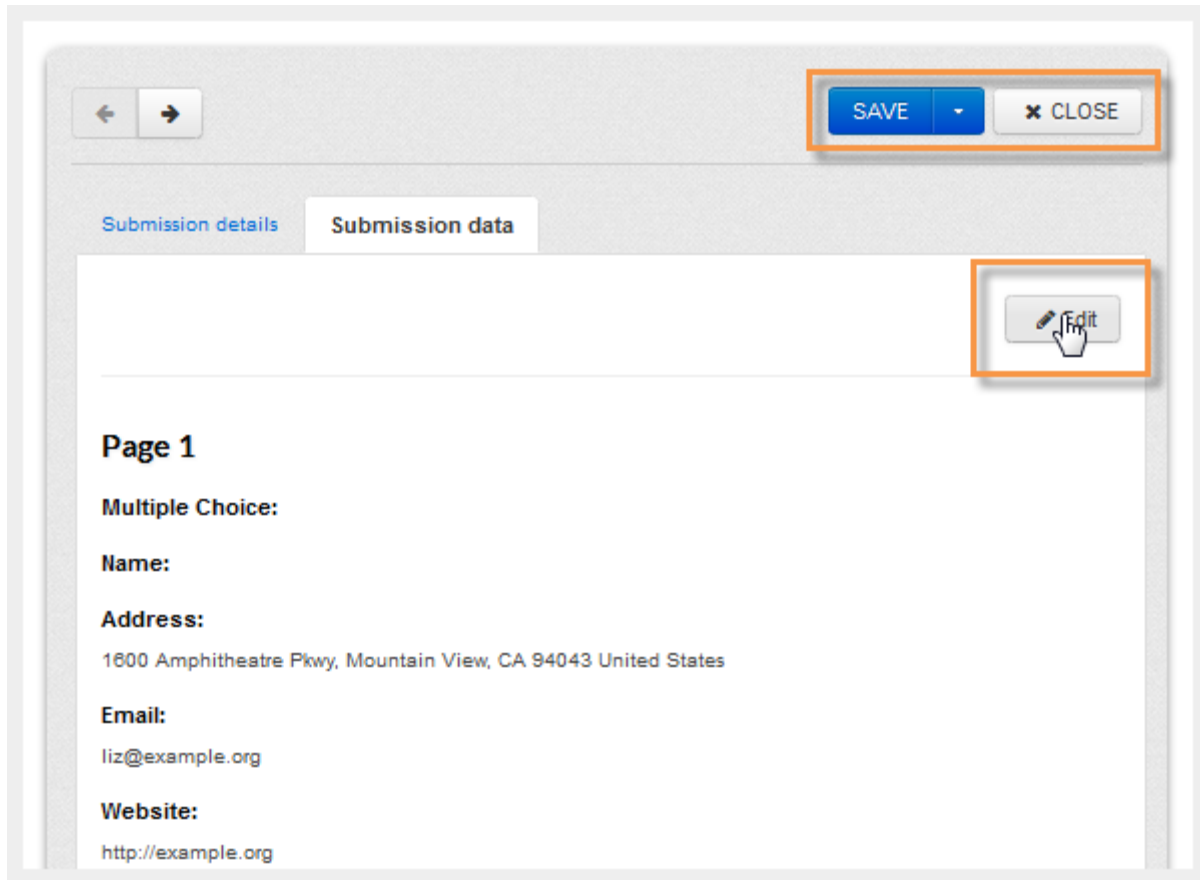 SAVE CLOSE
Submission details Submission data
Edit
Page 1
Multiple Choice:
Name:
Address:
1600 Amphitheatre Pkwy, Mountain View, CA 94043 United States
Email:
liz@example.org
Website:
http://example.org